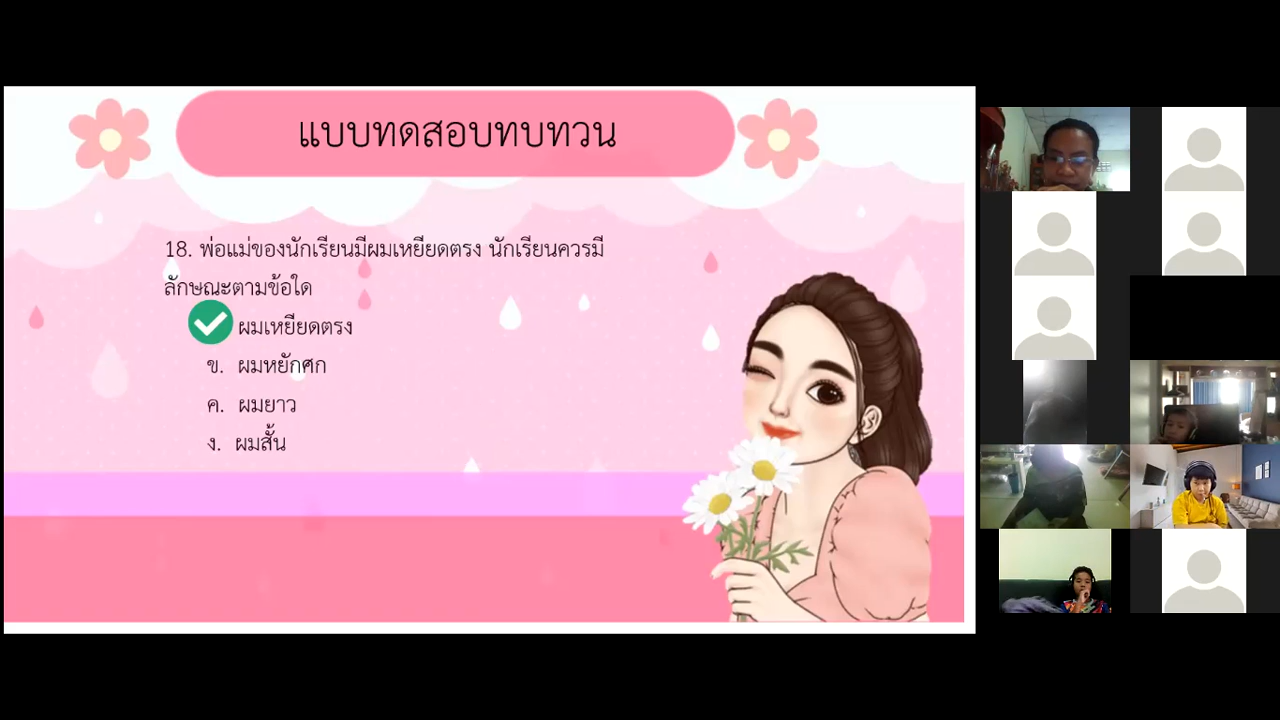 แบบทดสอบทบทวน
18. พ่อแม่ของนักเรียนมีผมเหยียดตรง นักเรียนควรมี
ลักษณะตามข้อใด
ผมเหยียดตรง
ข. ผมหยักศก
ค. ผมยาว
ง. ผมสั้น